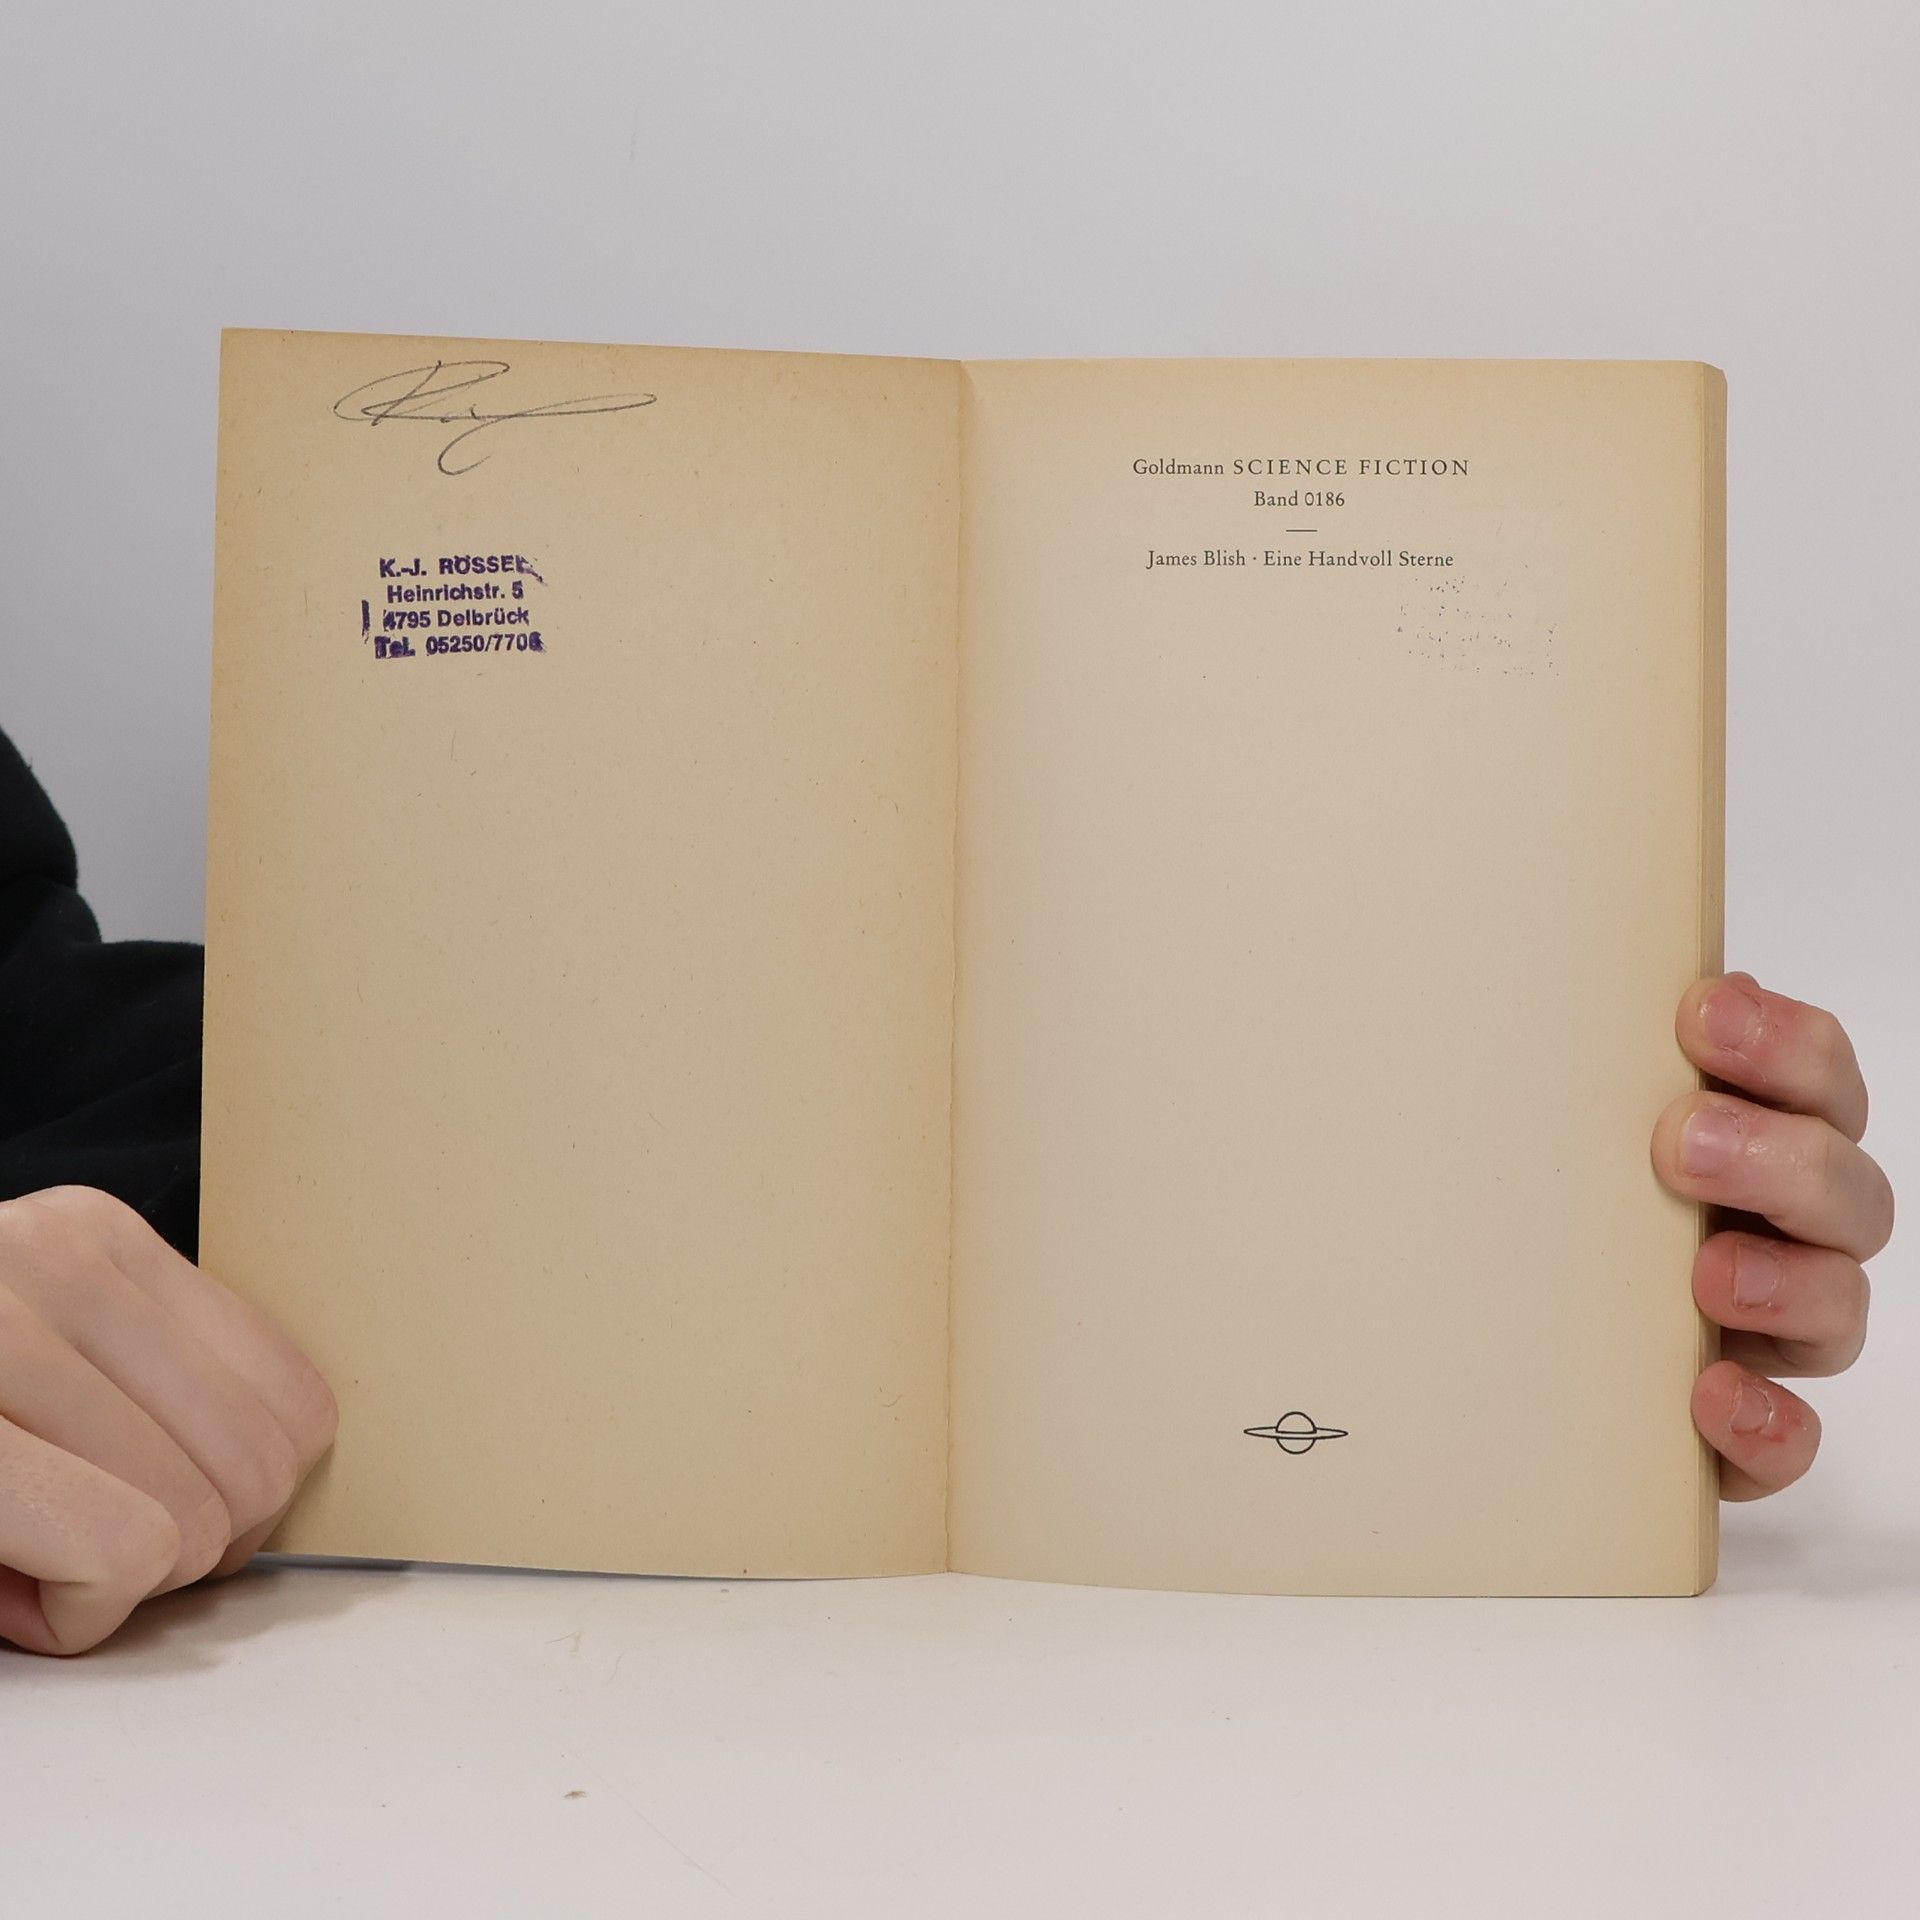 K.-J. RÖSSEL
Heinrichstr. 5
4795 Delbrück
Tel. 05250/7706
Goldmann SCIENCE FICTION
Band 0186
James Blish · Eine Handvoll Sterne